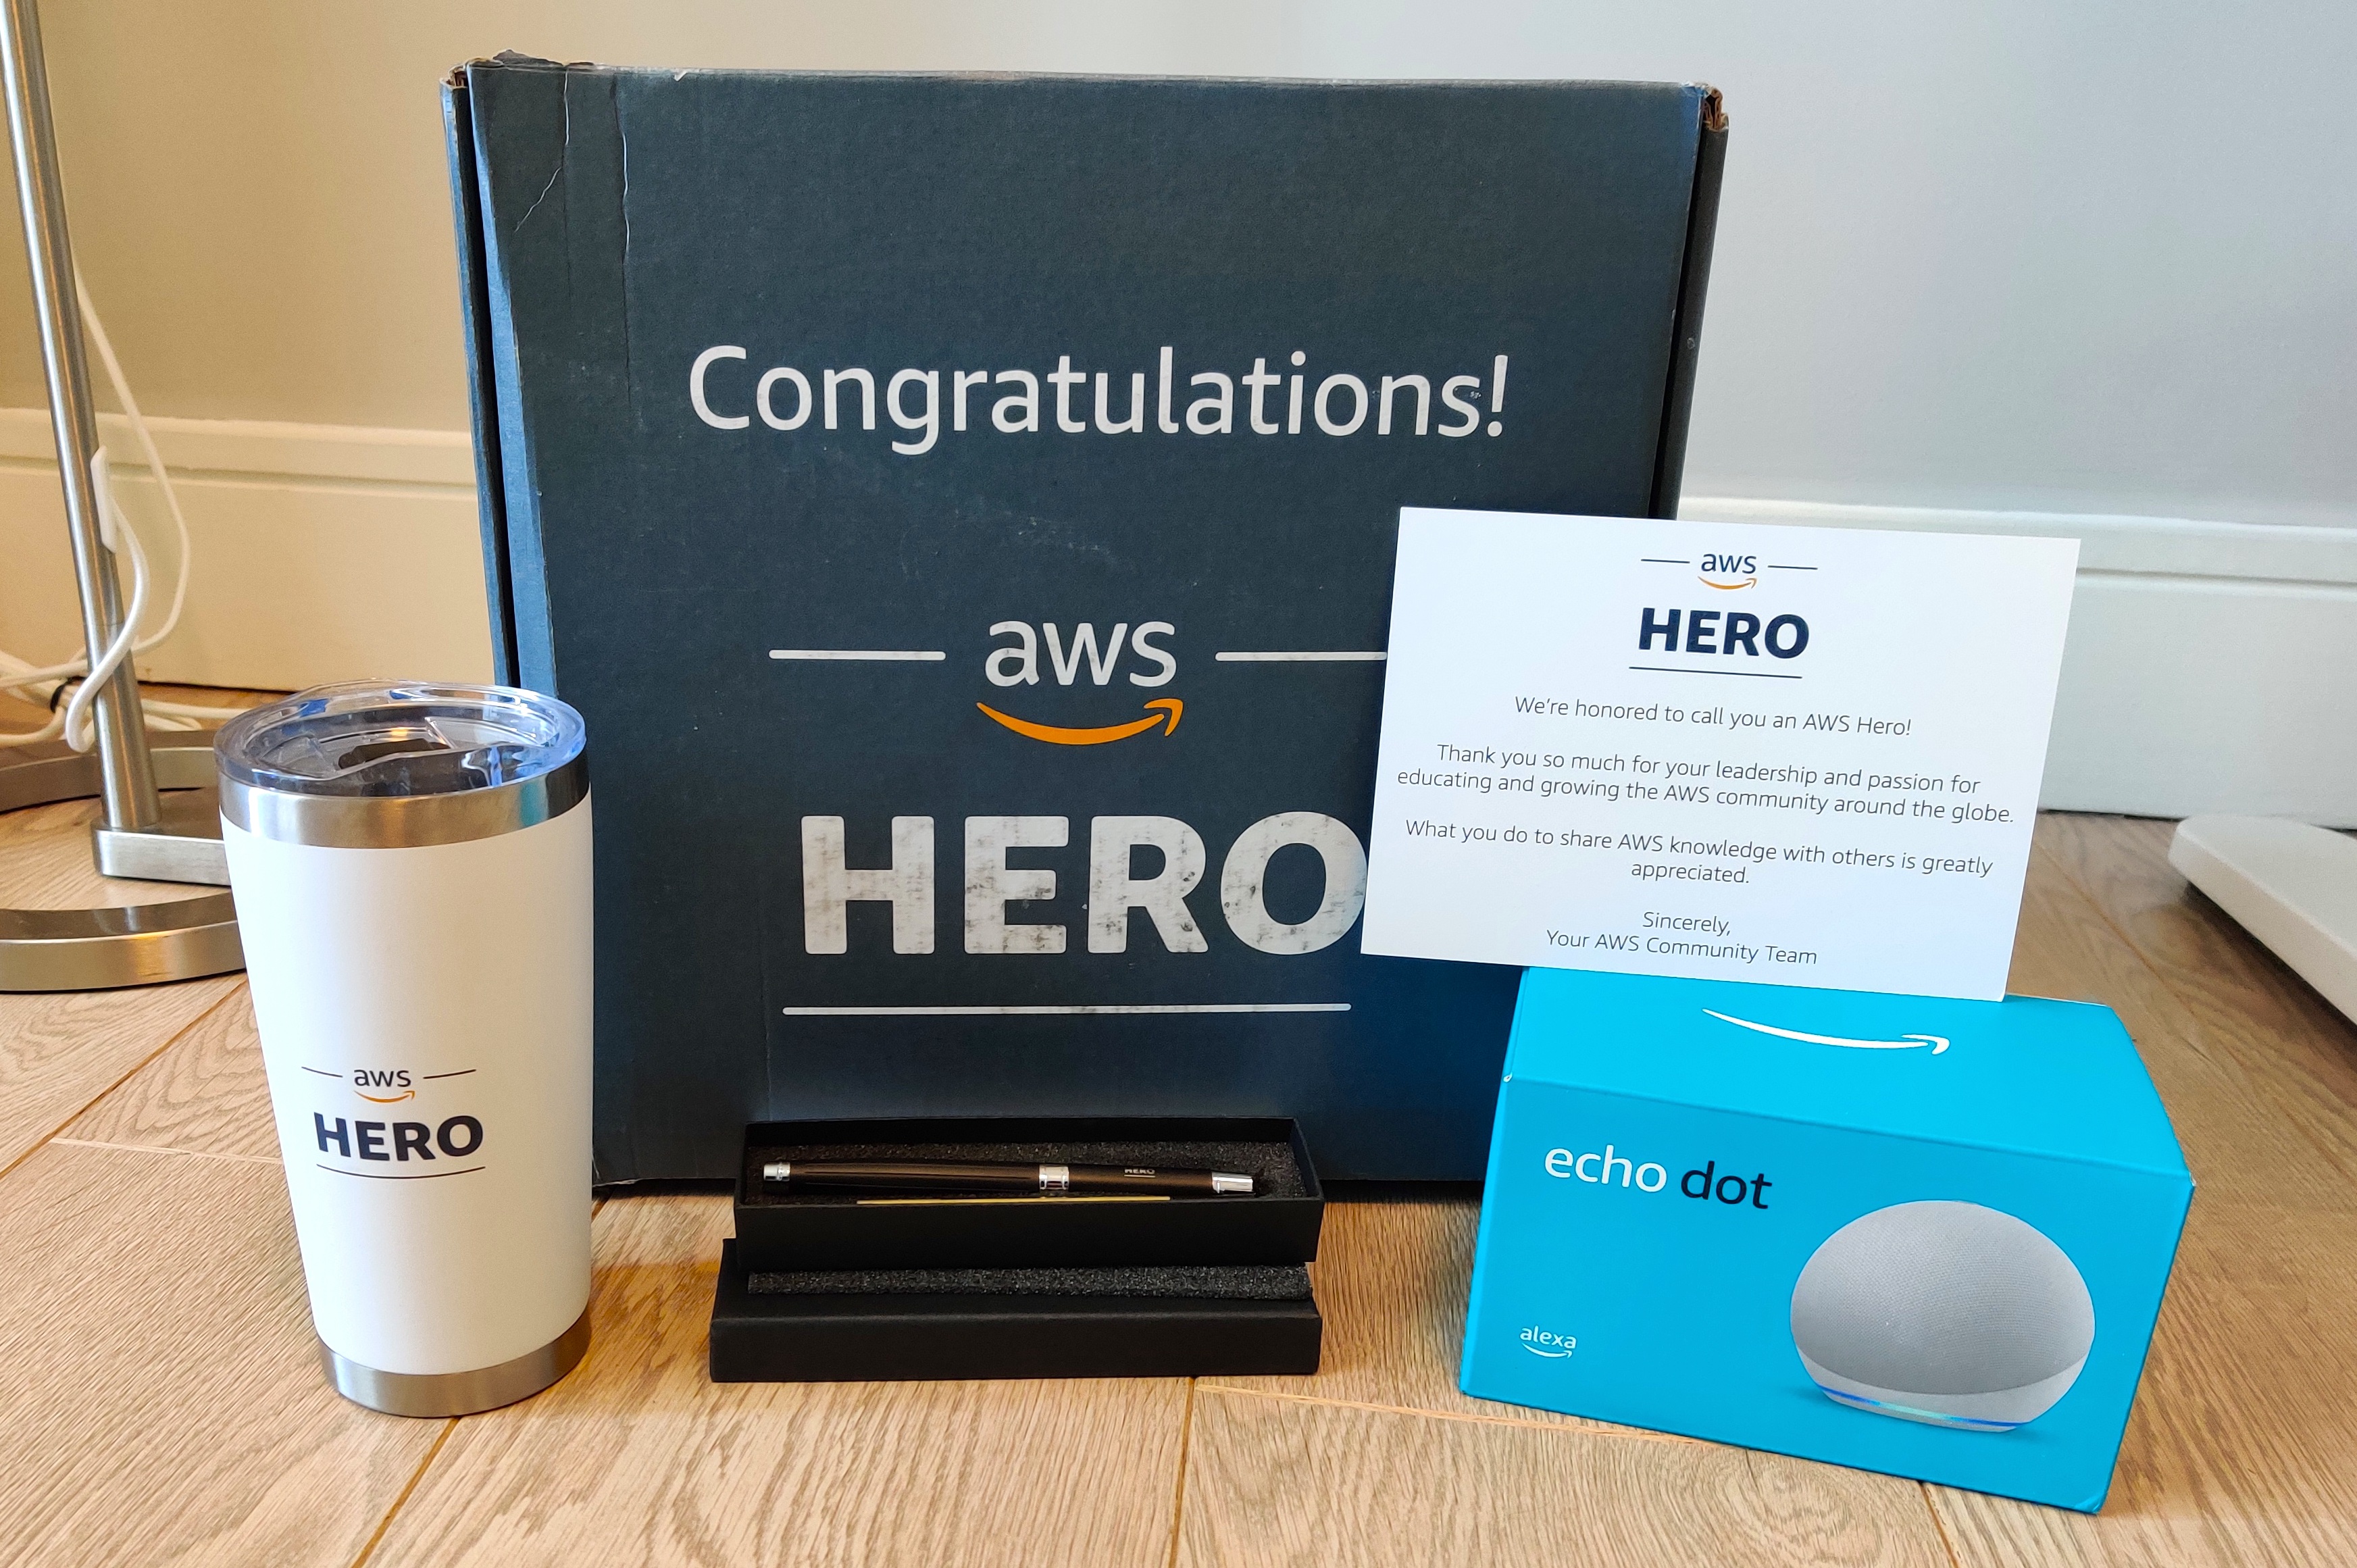 Congratulations!
aws
HERO
aws
HERO
We're honored to call you an AWS Hero!
Thank you so much for your leadership and passion for
educating and growing the AWS community around the globe.
What you do to share AWS knowledge with others is greatly
appreciated.
Sincerely,
Your AWS Community Team
aws
HERO
HERO
echo dot
alexa